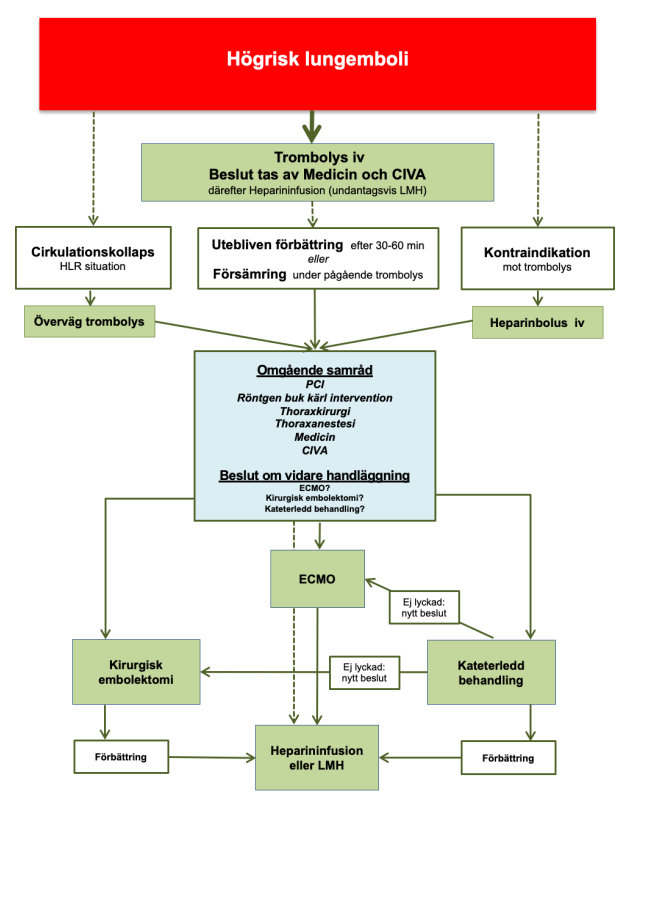 Högrisk lungemboli
Trombolys iv
Beslut tas av Medicin och CIVA
därefter Heparininfusion (undantagsvis LMH)
Cirkulationskollaps
HLR situation
Utebliven förbättring efter 30-60 min
eller
Försämring under pågående trombolys
Kontraindikation
mot trombolys
Överväg trombolys
Heparinbolus iv
Omgående samråd
PCI
Röntgen buk kärl intervention
Thoraxkirurgi
Thoraxanestesi
Medicin
CIVA
Beslut om vidare handläggning
ECMO?
Kirurgisk embolektomi?
Kateterledd behandling?
ECMO
Ej lyckad:
nytt beslut
Kirurgisk
embolektomi
Ej lyckad:
nytt beslut
Kateterledd
behandling
Förbättring
Heparininfusion
eller LMH
Förbättring